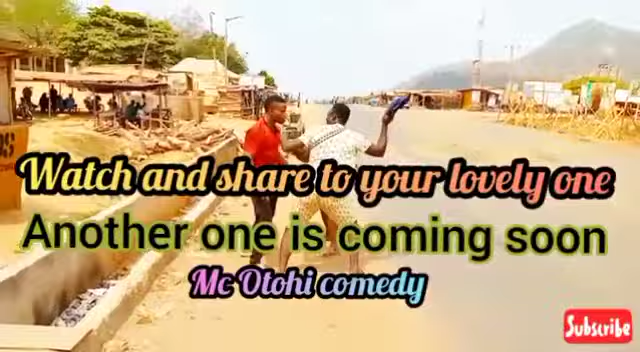 Watch and share to your lovely one
Another one is coming soon
Mc Otohi comedy
Subscribe